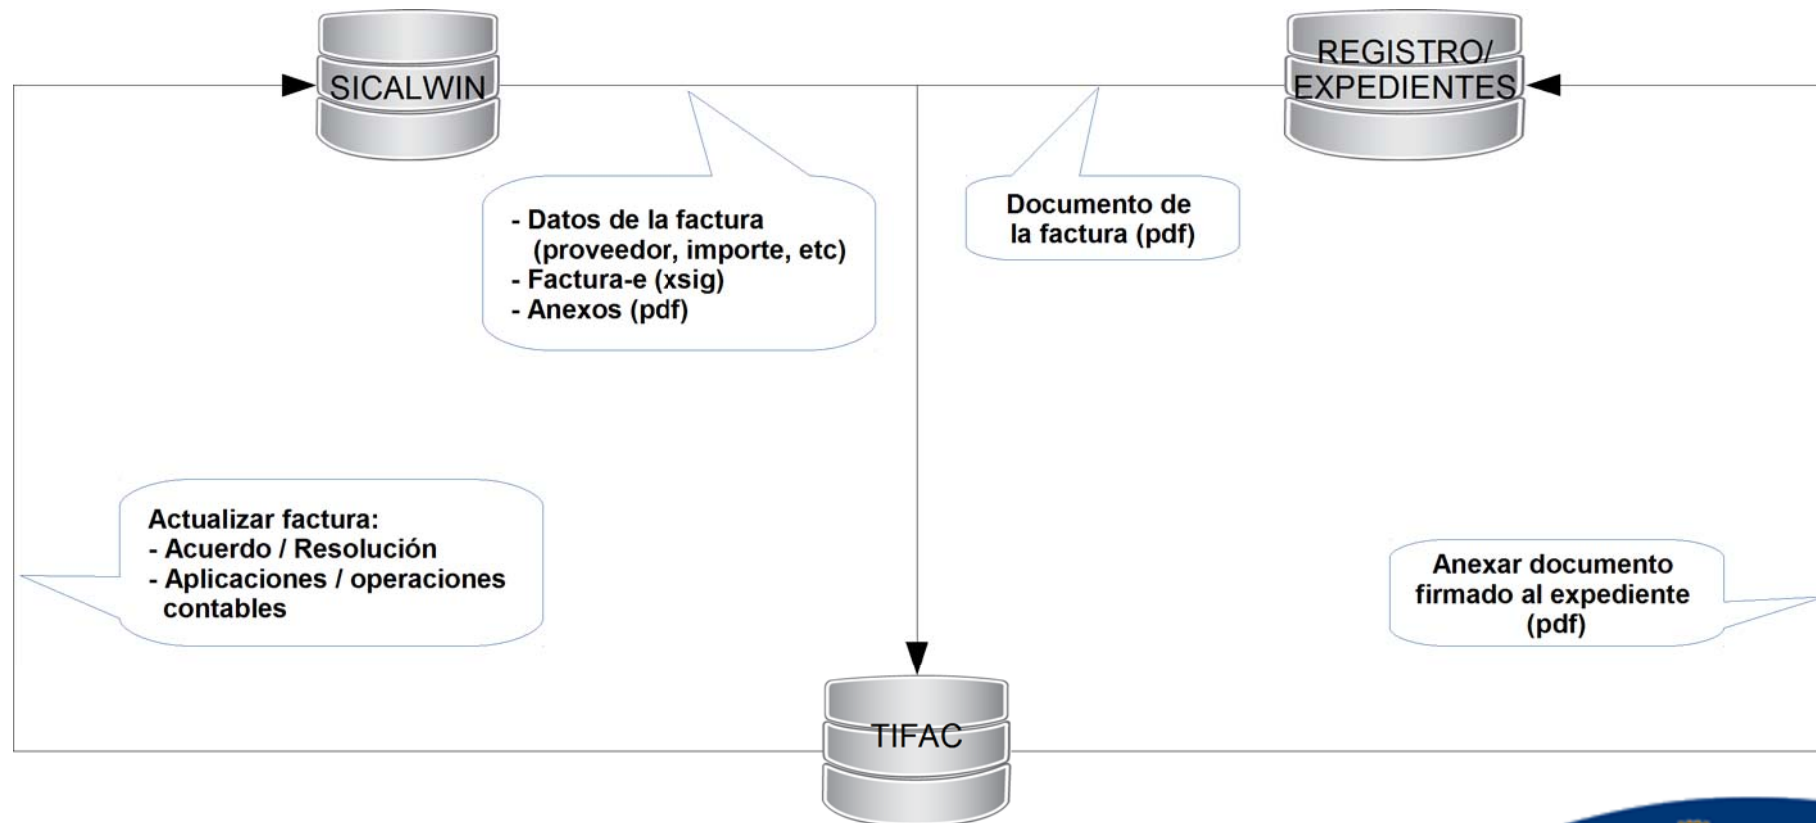 SICALWIN
REGISTRO/
EXPEDIENTES
- Datos de la factura
(proveedor, importe, etc)
- Factura-e (xsig)
- Anexos (pdf)
Documento de
la factura (pdf)
Actualizar factura:
- Acuerdo / Resolución
- Aplicaciones / operaciones
contables
Anexar documento
firmado al expediente
(pdf)
TIFAC